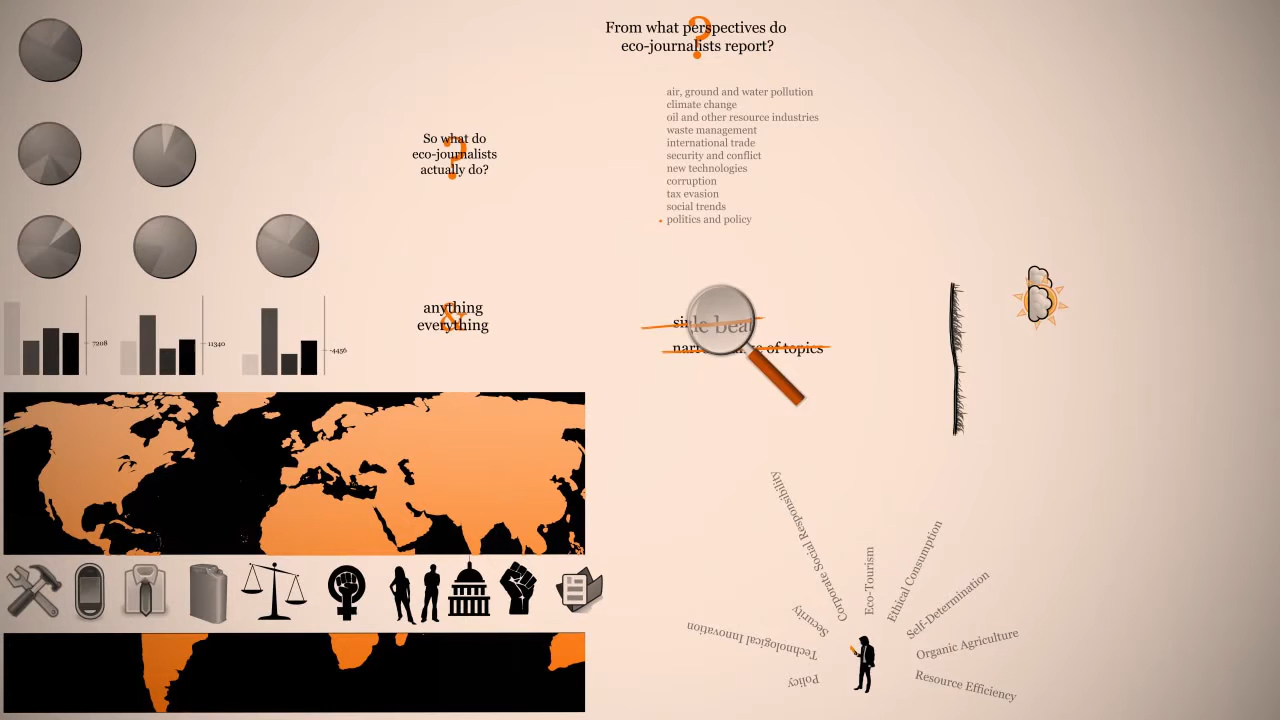 From what perspectives do
eco-journalists report?
?
air, ground and water pollution
climate change
oil and other resource industries
waste management
international trade
security and conflict
new technologies
corruption
tax evasion
social trends
politics and policy
So what do
eco-journalists
actually do?
?
anything
&
everything
7208
11340
-4456
of topics
Corporate Social Responsibility
Eco-Tourism
Ethical Consumption
Self-Determination
Security
Technological Innovation
Organic Agriculture
Policy
Resource Efficiency